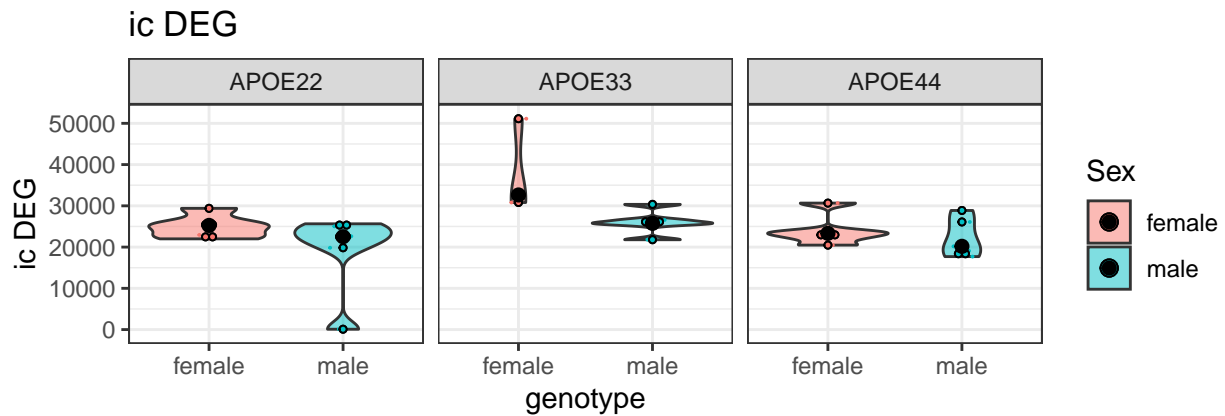 ic DEG
APOE22 APOE33 APOE44
50000
40000
30000
20000
10000
0
ic DEG
female male female male female male
genotype
Sex
female
male